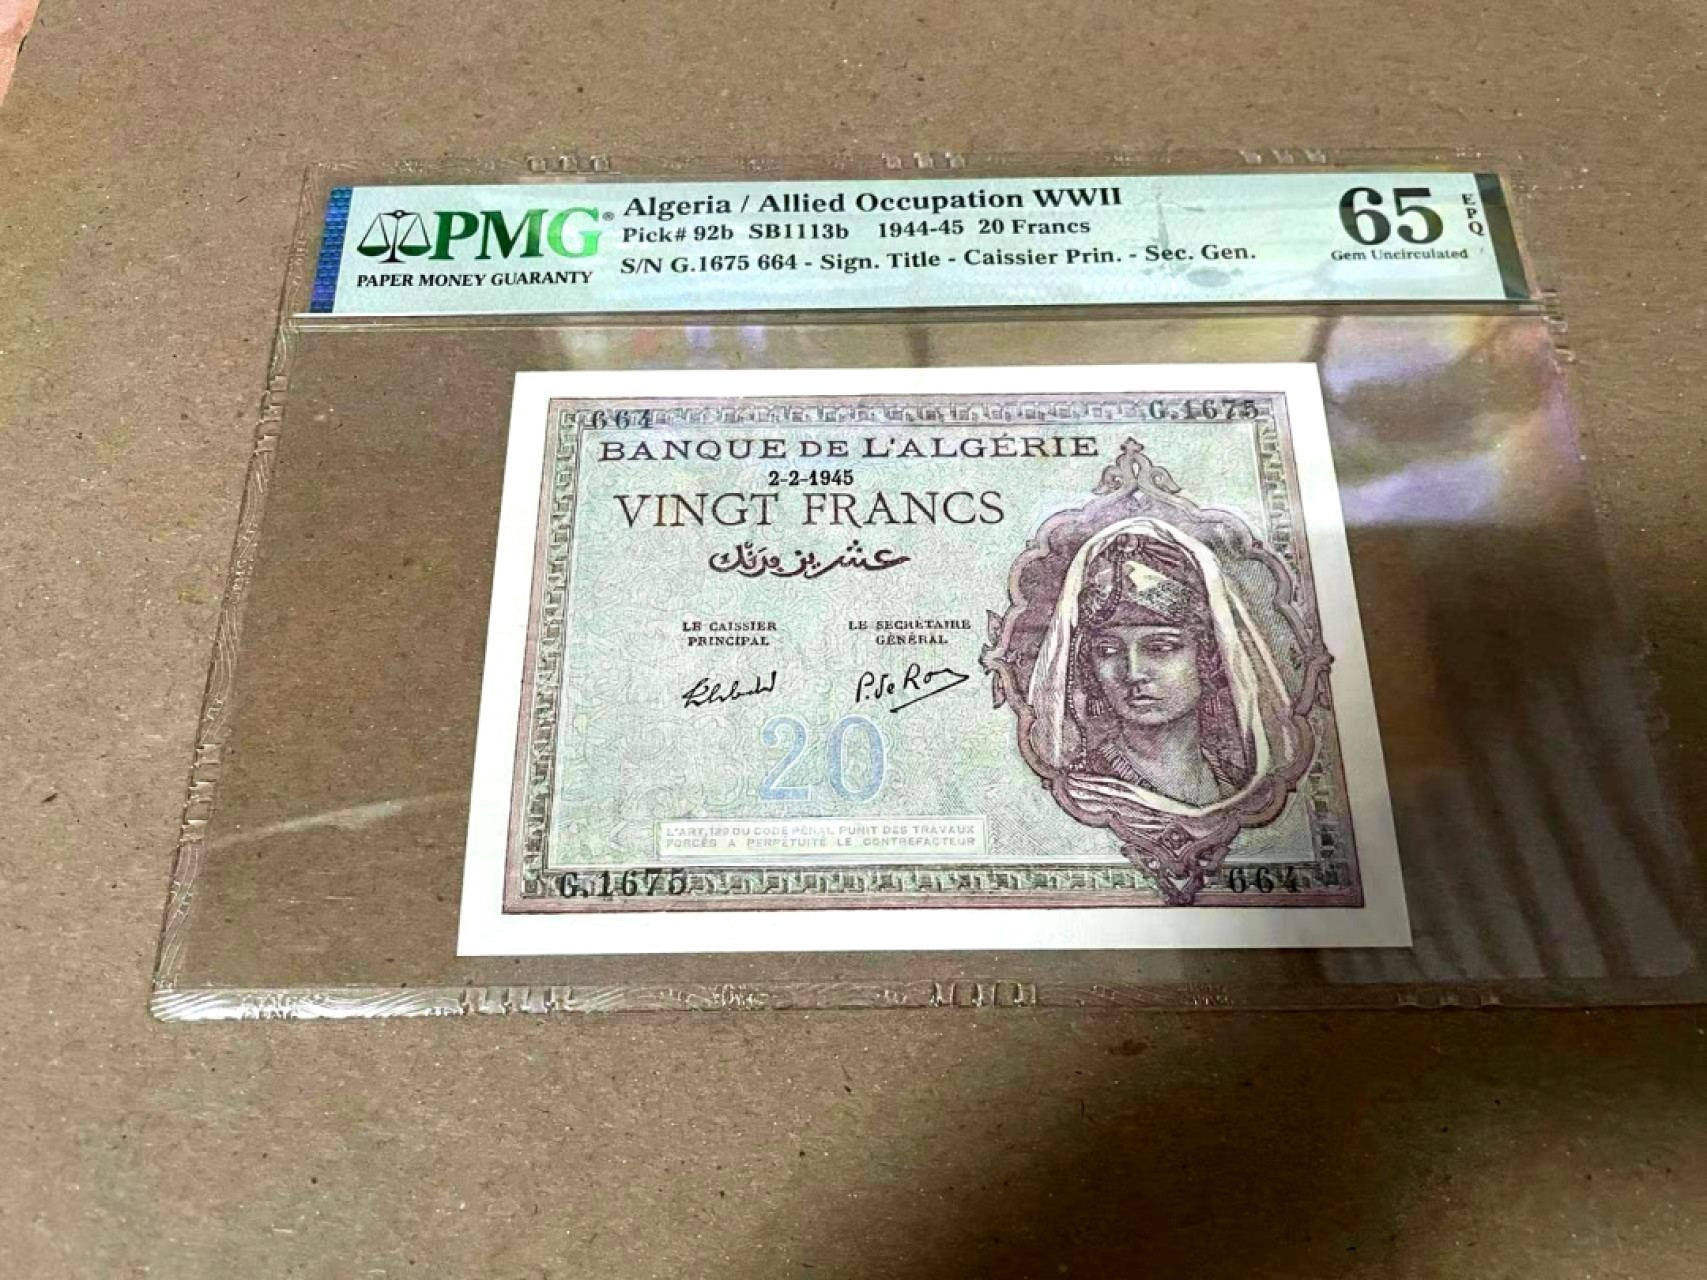 PMG®
PAPER MONEY GUARANTY
Algeria / Allied Occupation WWII
Pick# 92b SB1113b 1944-45 20 Francs
S/N G.1675 664 - Sign. Title - Caissier Prin. - Sec. Gen.
65 EPQ
Gem Uncirculated
664 G.1675
BANQUE DE L'ALGÉRIE
2-2-1945
VINGT FRANCS
عشرين فرنك
LE CAISSIER PRINCIPAL
LE SECRÉTAIRE GÉNÉRAL
P. de Roz
20
L'ART. 139 DU CODE PÉNAL PUNIT DES TRAVAUX
FORCÉS A PERPÉTUITÉ LE CONTREFACTEUR
G.1675 664